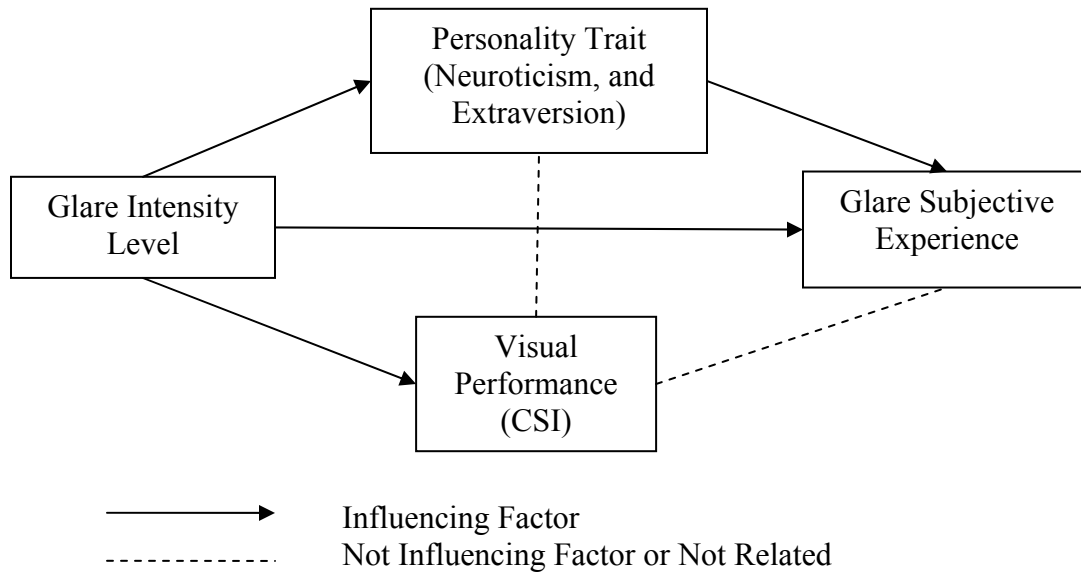 Personality Trait
(Neuroticism, and
Extraversion)
Glare Intensity
Level
Glare Subjective
Experience
Visual
Performance
(CSI)
Influencing Factor
Not Influencing Factor or Not Related